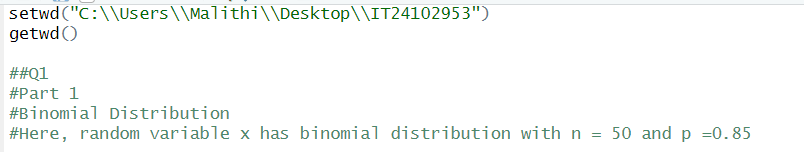 setwd("C:\\Users\\Malithi\\Desktop\\IT24102953")
getwd()
##Q1
#Part 1
#Binomial Distribution
#Here, random variable x has binomial distribution with n = 50 and p =0.85